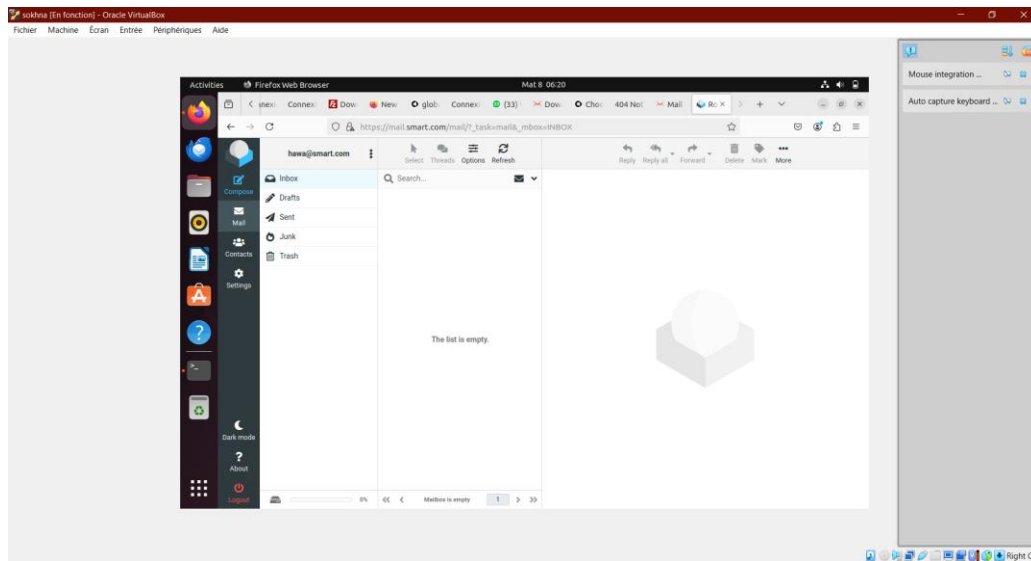 sokhna [En fonction] - Oracle VirtualBox
Fichier Machine Écran Entrée Périphériques Aide
Activities Firefox Web Browser Mat 8 06:20
Connex Dow New glob Connex (33) Dow Choc 404 Not Mail Ro
https://mail.smart.com/mail/?_task=mail&_mbox=INBOX
hawa@smart.com
Select Threads Options Refresh
Reply Reply all Forward Delete Mark More
Compose
Mail
Contacts
Settings
Inbox
Drafts
Sent
Junk
Trash
Search...
The list is empty.
Dark mode
About
Logout
0%
Mailbox is empty 1
Mouse integration ...
Auto capture keyboard ...
Right C